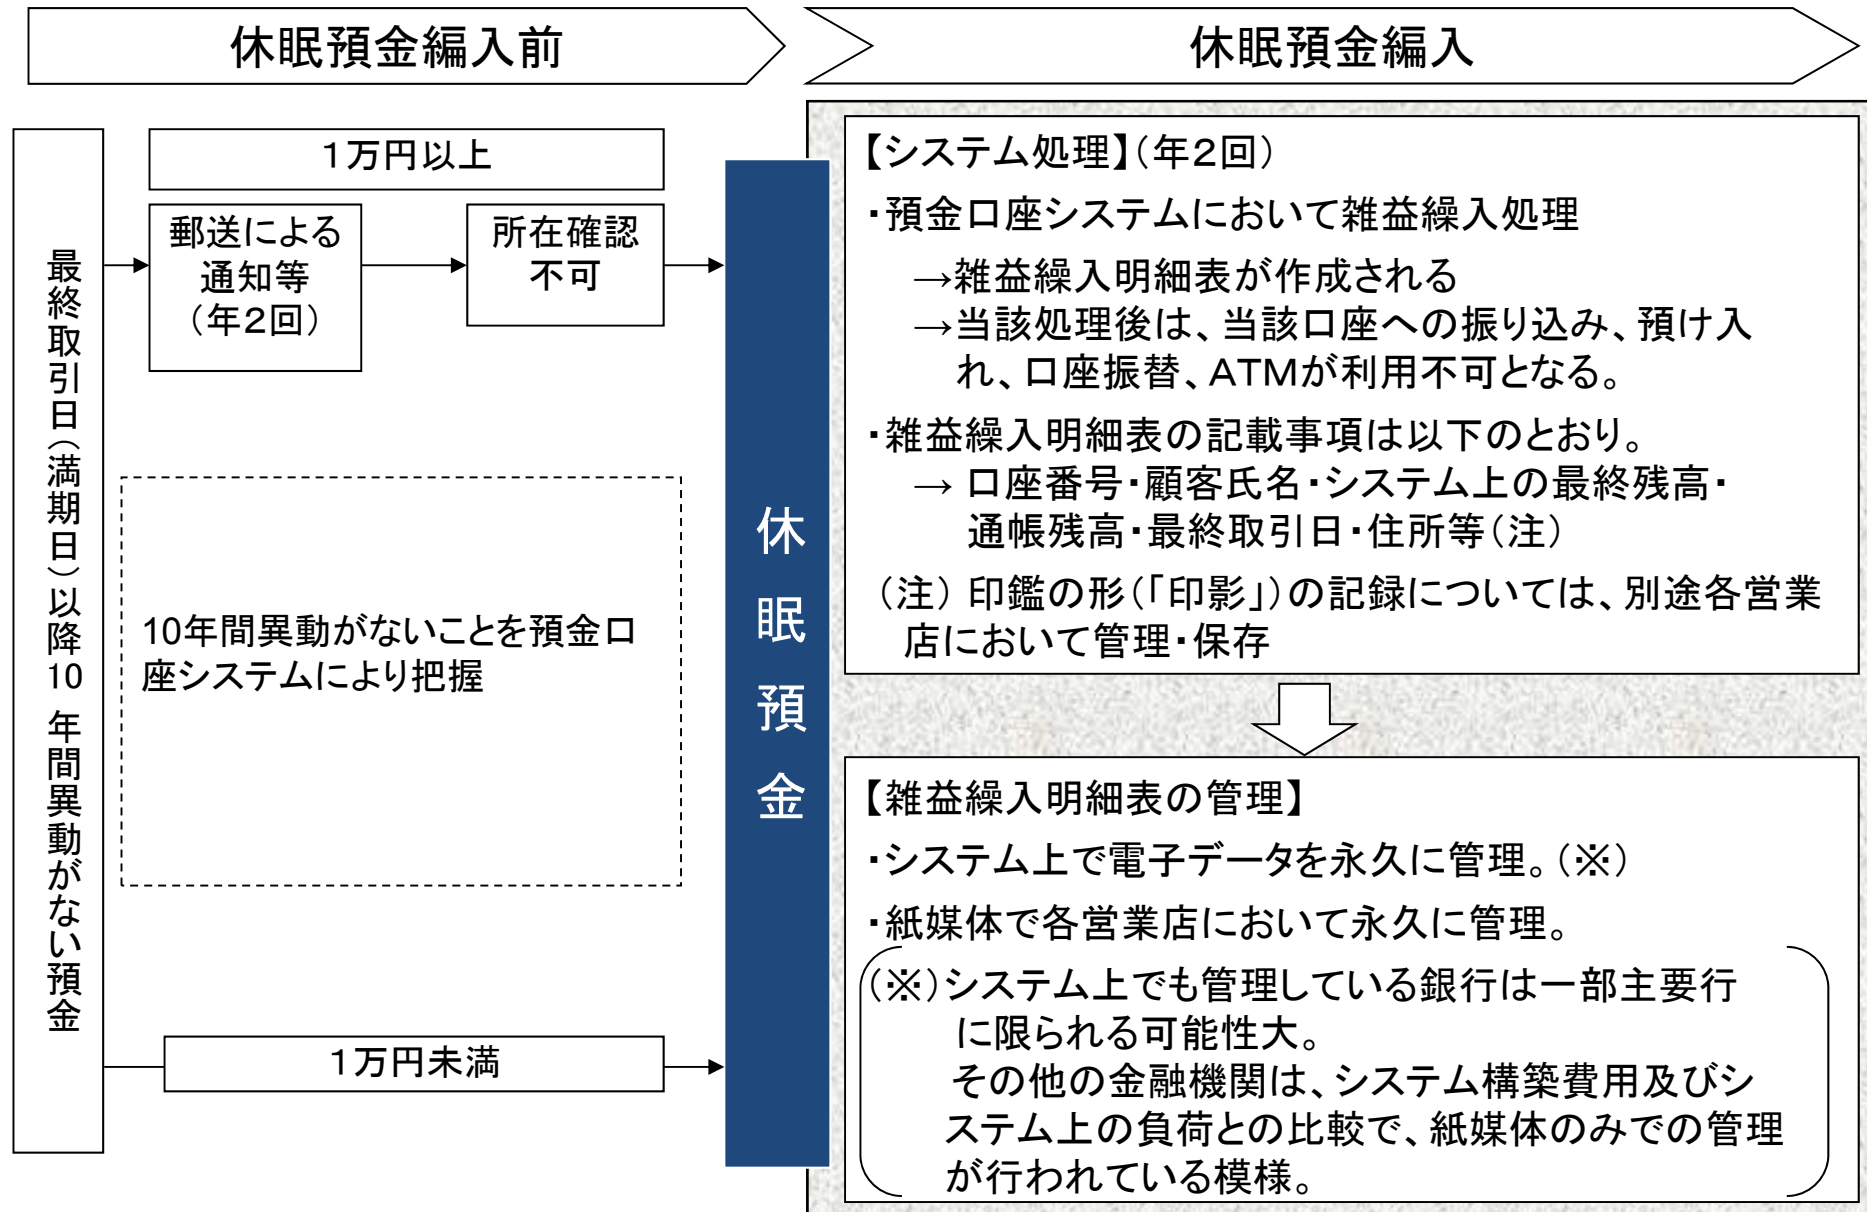 休眠預金編入前
休眠預金編入
最終取引日(満期日)以降10年間異動がない預金
1万円以上
郵送による
通知等
(年2回)
所在確認
不可
10年間異動がないことを預金口
座システムにより把握
1万円未満
休眠預金
【システム処理】(年2回)
・預金口座システムにおいて雑益繰入処理
→雑益繰入明細表が作成される
→当該処理後は、当該口座への振り込み、預け入
れ、口座振替、ATMが利用不可となる。
・雑益繰入明細表の記載事項は以下のとおり。
→ 口座番号・顧客氏名・システム上の最終残高・
通帳残高・最終取引日・住所等(注)
(注) 印鑑の形(「印影」)の記録については、別途各営業
店において管理・保存
【雑益繰入明細表の管理】
・システム上で電子データを永久に管理。(※)
・紙媒体で各営業店において永久に管理。
(※)システム上でも管理している銀行は一部主要行
に限られる可能性大。
その他の金融機関は、システム構築費用及びシ
ステム上の負荷との比較で、紙媒体のみでの管理
が行われている模様。